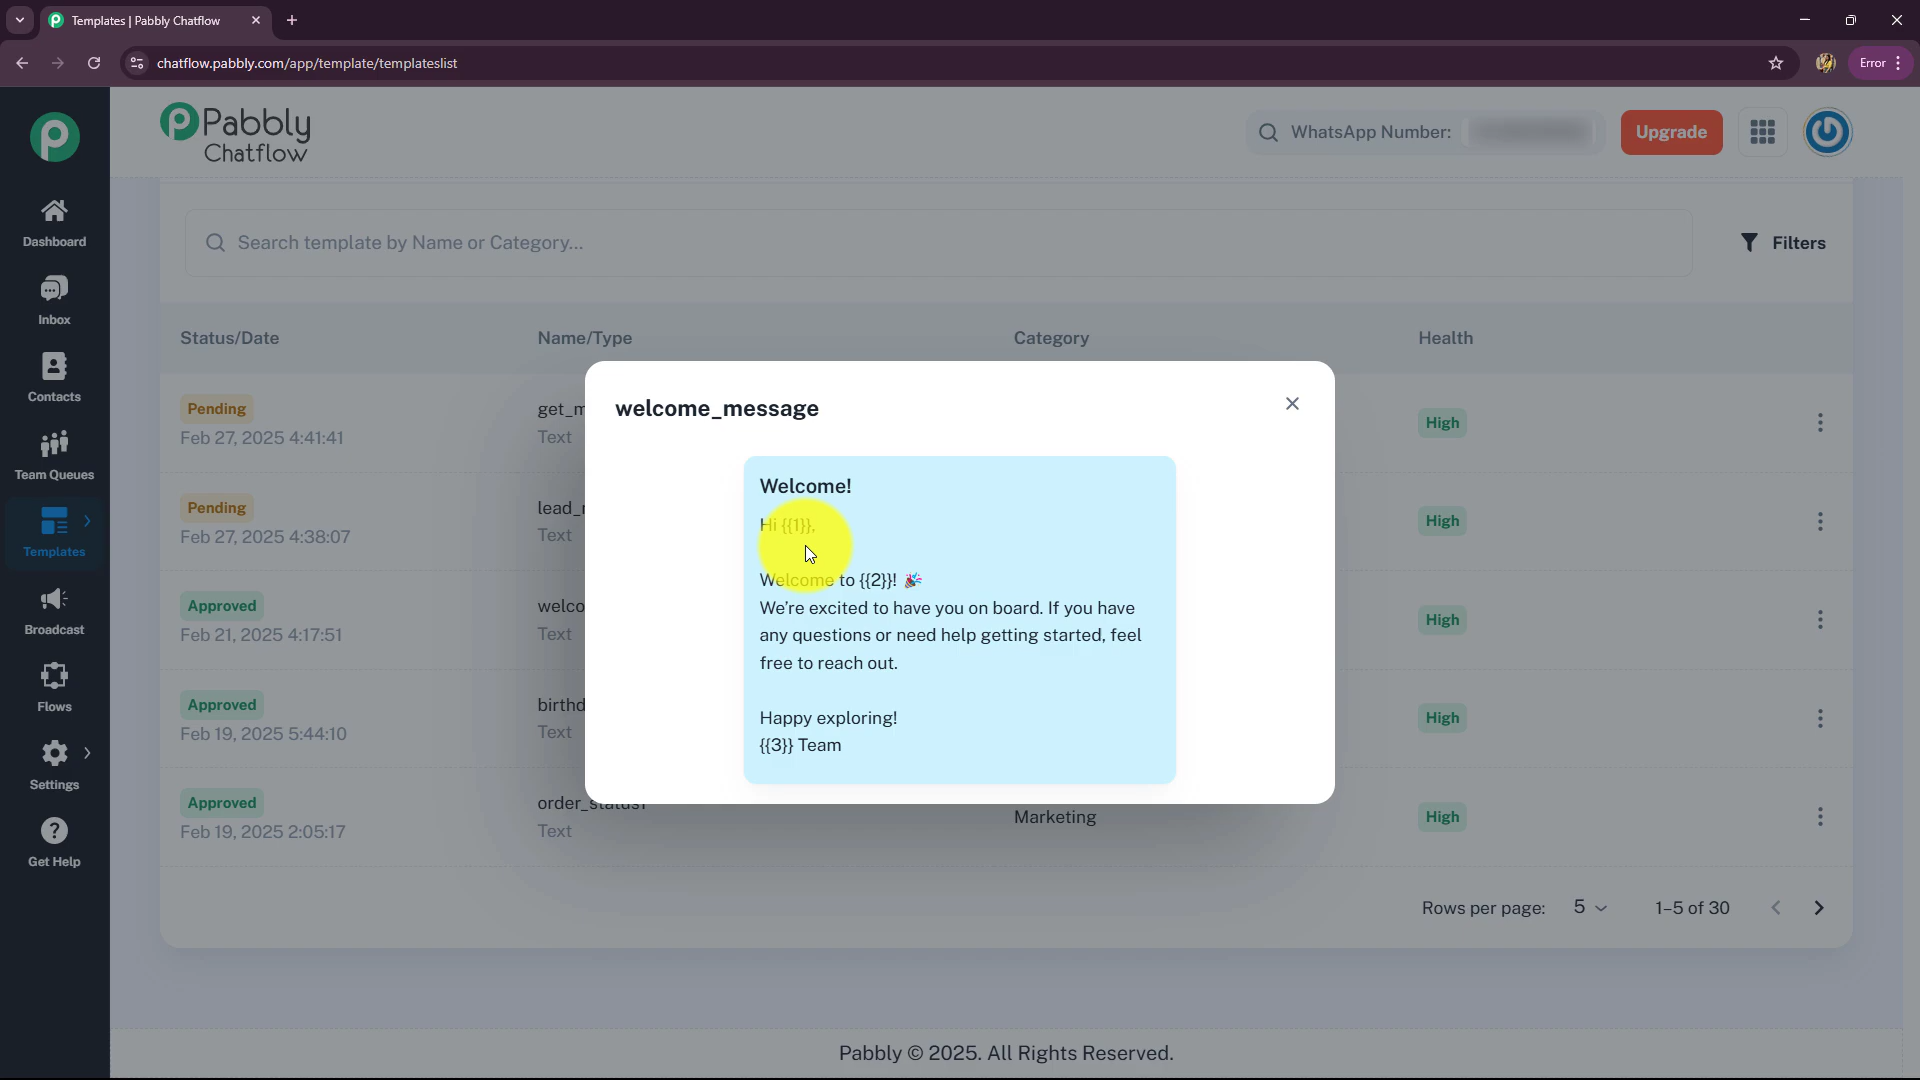 Templates | Pabbly Chatflow
chatflow.pabbly.com/app/template/templateslist
Error
Pabbly
Chatflow
WhatsApp Number:
Upgrade
Dashboard
Inbox
Contacts
Team Queues
Templates
Broadcast
Flows
Settings
Get Help
Search template by Name or Category...
Filters
Status/Date Name/Type Category Health
Pending get_m High
Feb 27, 2025 4:41:41 Text
Pending lead_ High
Feb 27, 2025 4:38:07 Text
Approved welco High
Feb 21, 2025 4:17:51 Text
Approved birthd High
Feb 19, 2025 5:44:10 Text
Approved order_status1 Marketing High
Feb 19, 2025 2:05:17 Text
welcome_message
Welcome!
Hi {{1}},
Welcome to {{2}}! 🎉
We're excited to have you on board. If you have
any questions or need help getting started, feel
free to reach out.
Happy exploring!
{{3}} Team
Rows per page: 5 1–5 of 30
Pabbly © 2025. All Rights Reserved.